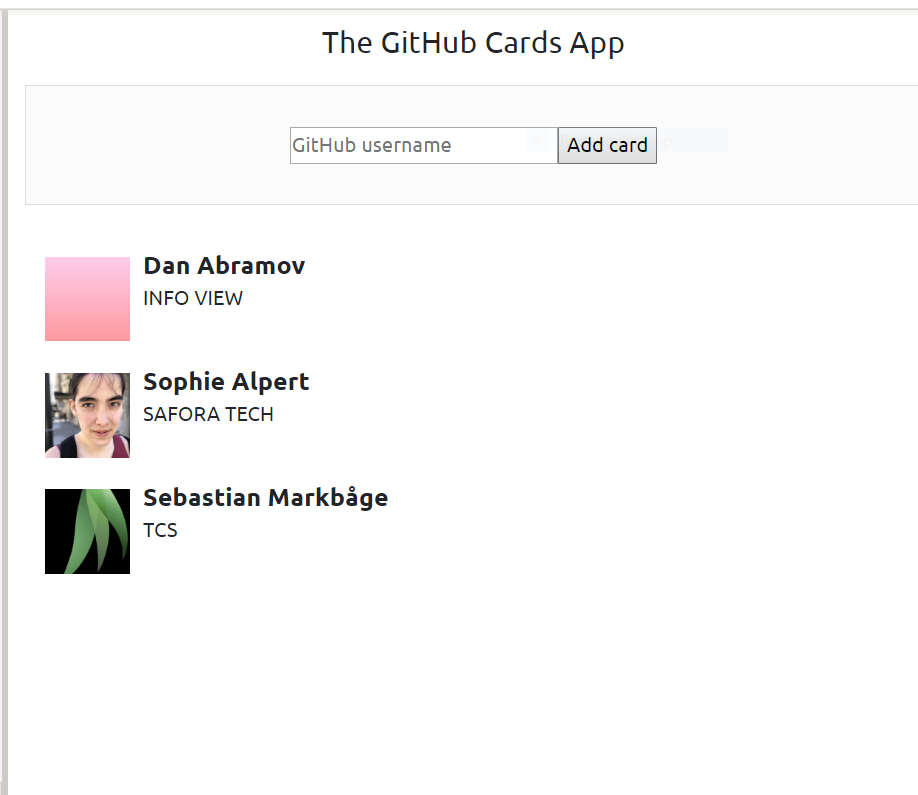 The GitHub Cards App
GitHub username Add card
Dan Abramov
INFO VIEW
Sophie Alpert
SAFORA TECH
Sebastian Markbåge
TCS